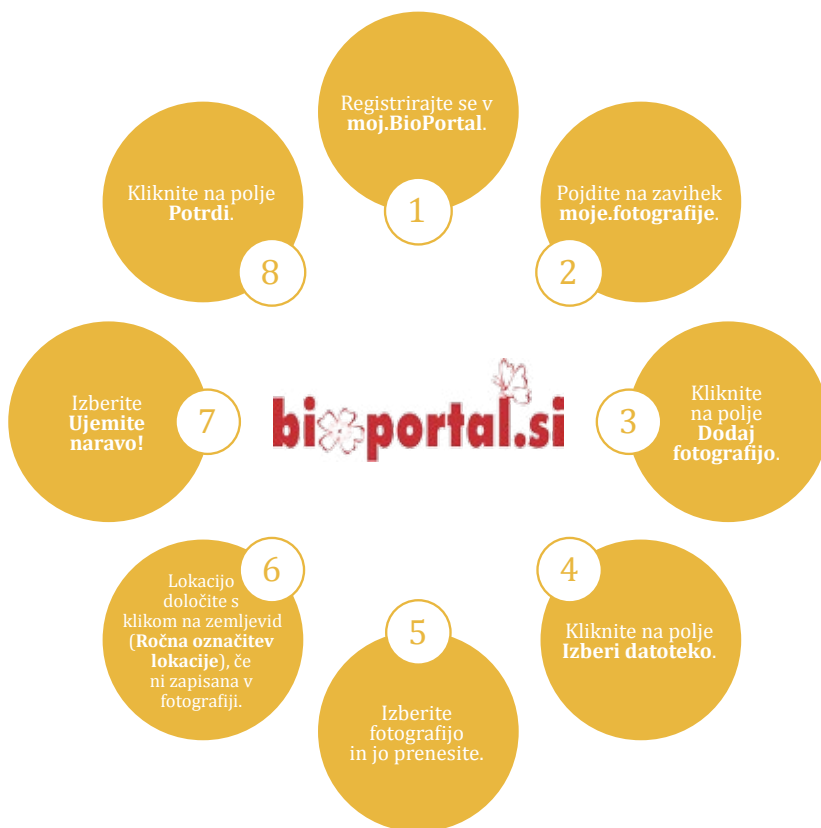 Registrirajte se v
moj.BioPortal.
1
Pojdite na zavihek
moje.fotografije.
2
Kliknite
na polje
Dodaj
fotografijo.
3
Kliknite na polje
Izberi datoteko.
4
Izberite
fotografijo
in jo prenesite.
5
Lokacijo
določite s
klikom na zemljevid
(Ročna označitev
lokacije), če
ni zapisana v
fotografiji.
6
Izberite
Ujemite
naravo!
7
Kliknite na polje
Potrdi.
8
bioportal.si